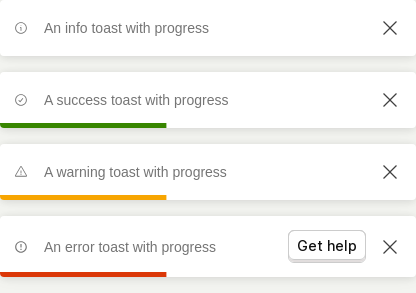 An info toast with progress
A success toast with progress
A warning toast with progress
An error toast with progress Get help